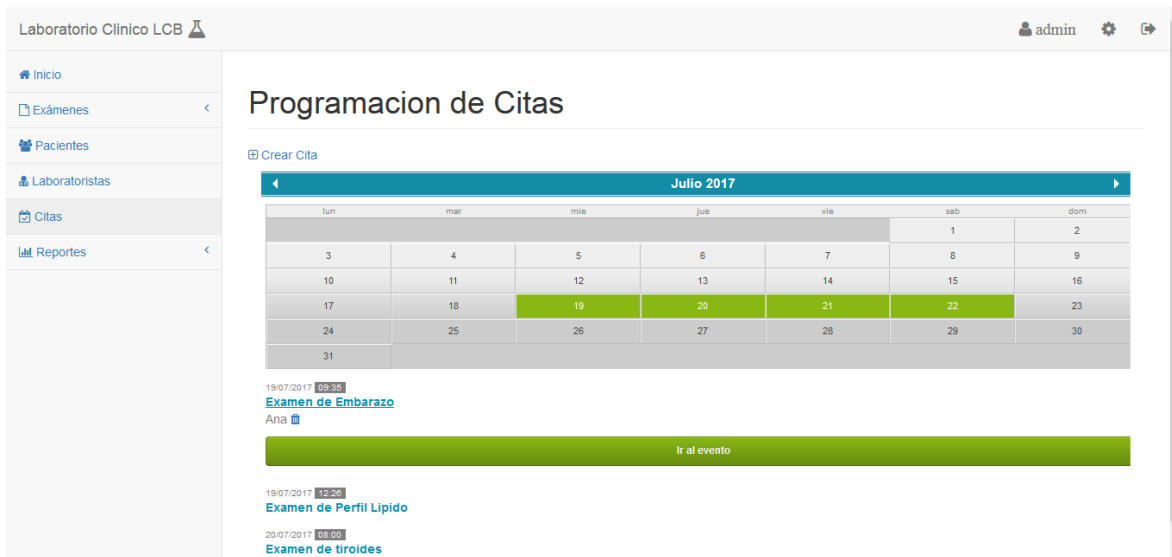 Laboratorio Clinico LCB
admin
Inicio
Exámenes
Pacientes
Laboratoristas
Citas
Reportes
Programacion de Citas
Crear Cita
Julio 2017
lun mar mie jue vie sab dom
1 2
3 4 5 6 7 8 9
10 11 12 13 14 15 16
17 18 19 20 21 22 23
24 25 26 27 28 29 30
31
19/07/2017 09:35
Examen de Embarazo
Ana
Ir al evento
19/07/2017 12:26
Examen de Perfil Lipido
20/07/2017 08:00
Examen de tiroides